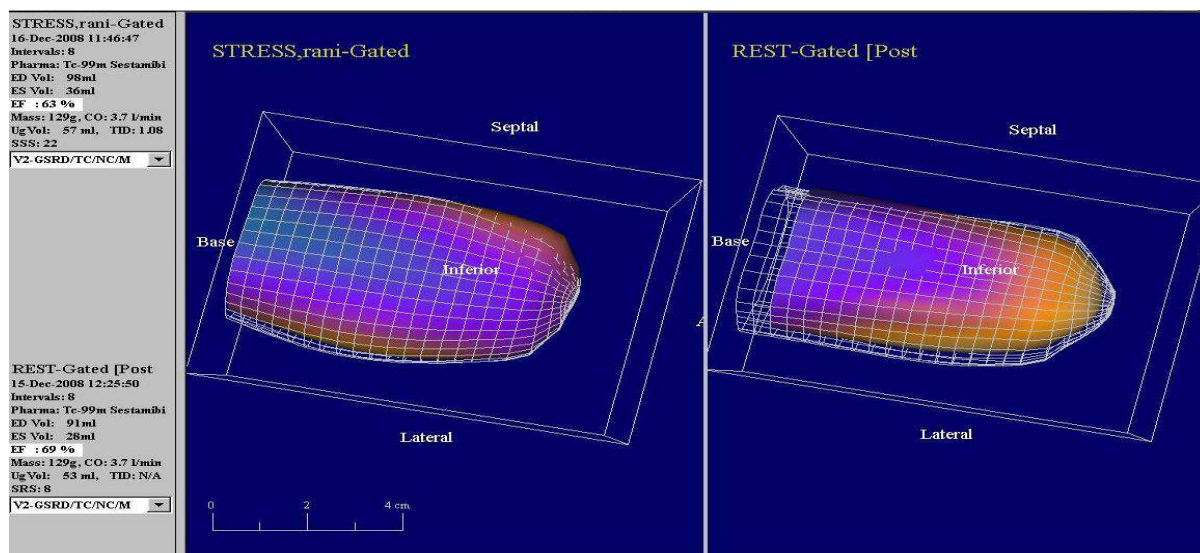 STRESS,rani-Gated
16-Dec-2008 11:46:47
Intervals: 8
Pharma: Tc-99m Sestamibi
ED Vol: 98ml
ES Vol: 36ml
EF : 63 %
Mass: 129g, CO: 3.7 l/min
UgVol: 57 ml, TID: 1.08
SSS: 22
V2-GSRD/TC/NC/M
REST-Gated [Post
15-Dec-2008 12:25:50
Intervals: 8
Pharma: Tc-99m Sestamibi
ED Vol: 91ml
ES Vol: 28ml
EF : 69 %
Mass: 129g, CO: 3.7 l/min
UgVol: 53 ml, TID: N/A
SRS: 8
V2-GSRD/TC/NC/M
STRESS,rani-Gated
Septal
Base
Inferior
A
Lateral
0 2 4 cm
REST-Gated [Post
Septal
Base
Inferior
Lateral